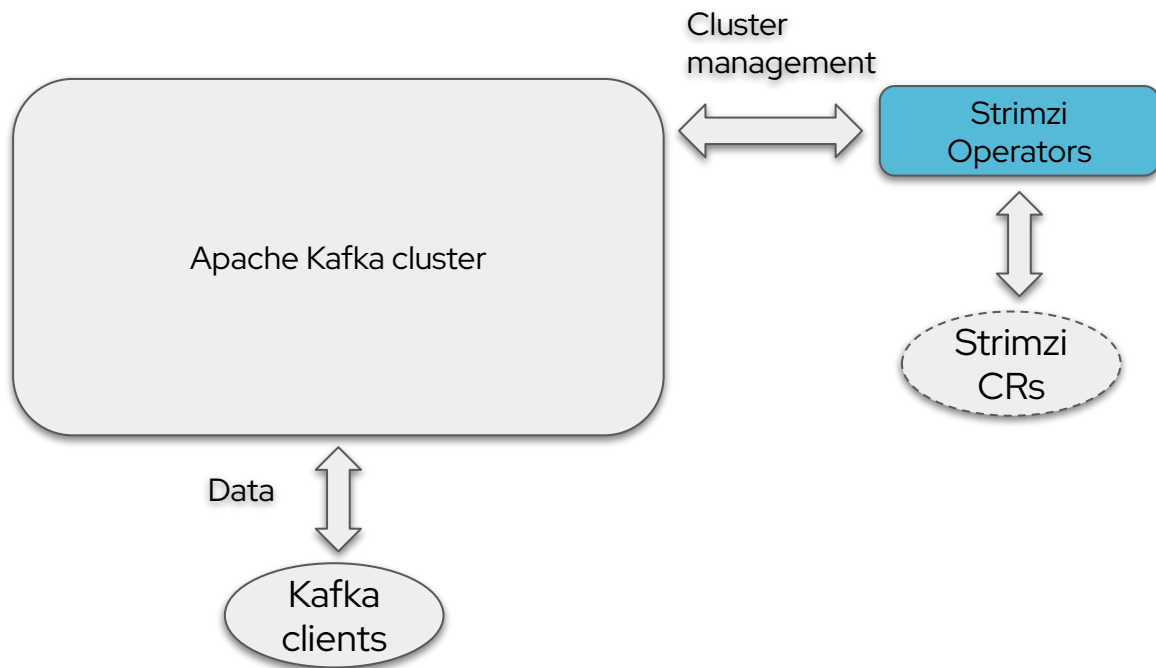 Cluster
management
Strimzi
Operators
Apache Kafka cluster
Strimzi
CRs
Data
Kafka
clients